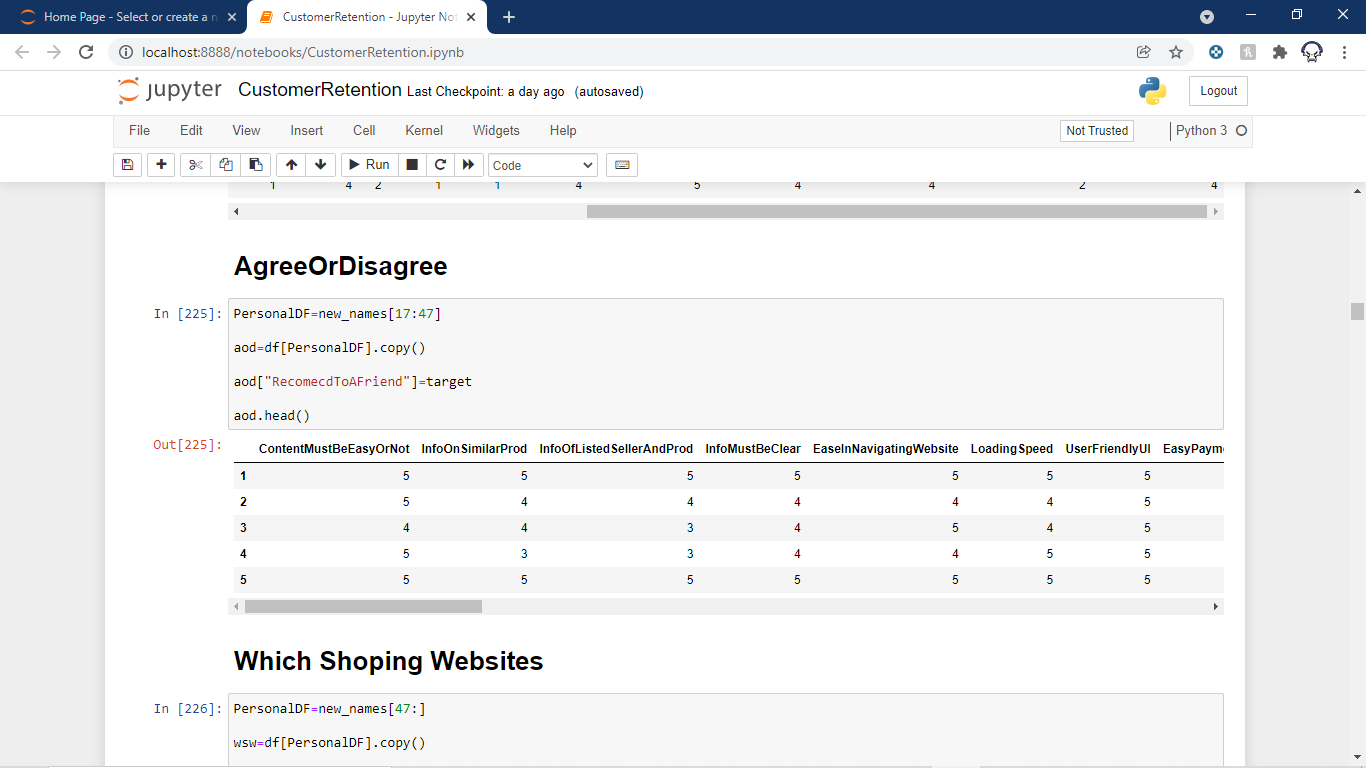 Home Page - Select or create a n
CustomerRetention - Jupyter Not
localhost:8888/notebooks/CustomerRetention.ipynb
jupyter CustomerRetention Last Checkpoint: a day ago (autosaved) Logout
File Edit View Insert Cell Kernel Widgets Help Not Trusted Python 3
Run Code
1 4 2 1 1 4 5 4 4 2 4
AgreeOrDisagree
In [225]: PersonalDF=new_names[17:47]
aod=df[PersonalDF].copy()
aod["RecomecdToAFriend"]=target
aod.head()
Out[225]:
ContentMustBeEasyOrNot InfoOnSimilarProd InfoOfListedSellerAndProd InfoMustBeClear EaseInNavigatingWebsite LoadingSpeed UserFriendlyUI EasyPaym
1 5 5 5 5 5 5 5
2 5 4 4 4 4 4 5
3 4 4 3 4 5 4 5
4 5 3 3 4 4 5 5
5 5 5 5 5 5 5 5
Which Shoping Websites
In [226]: PersonalDF=new_names[47:]
wsw=df[PersonalDF].copy()